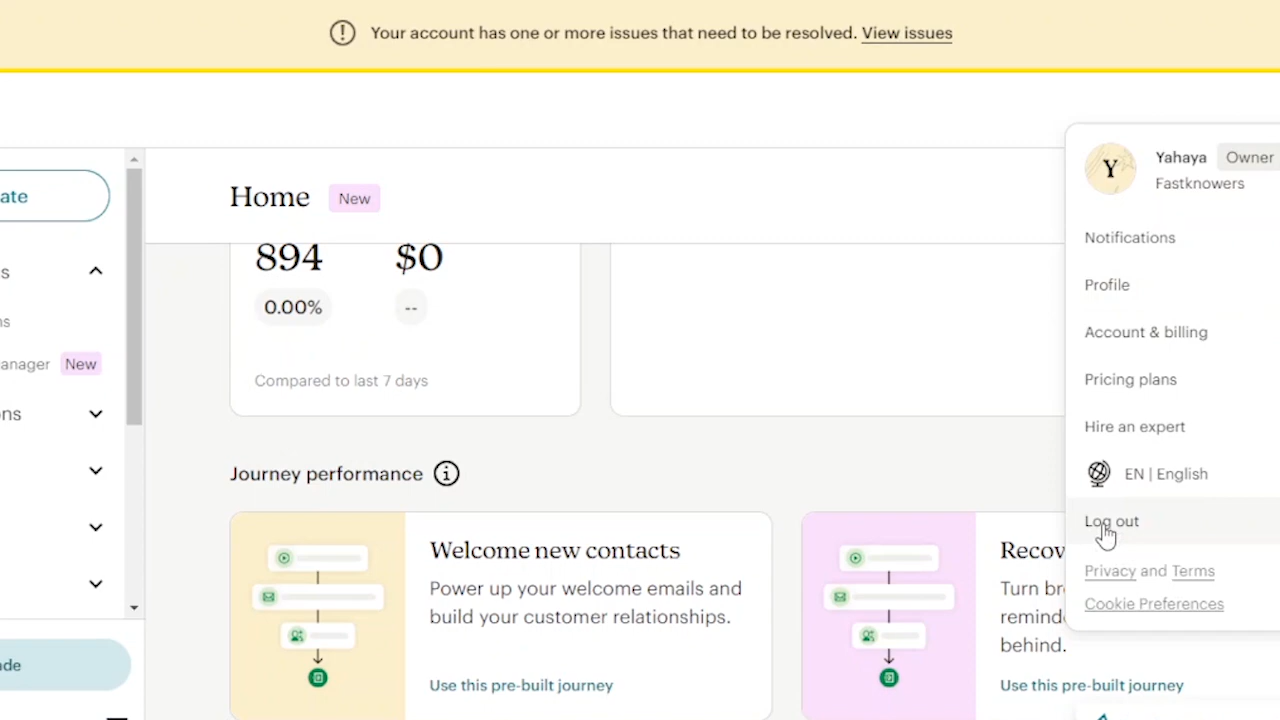 Your account has one or more issues that need to be resolved. View issues
Y
Yahaya Owner
Fastknowers
Notifications
Profile
Account & billing
Pricing plans
Hire an expert
EN | English
Log out
Privacy and Terms
Cookie Preferences
ate
s
ns
anager New
ons
de
Home New
894 $0
0.00% --
Compared to last 7 days
Journey performance
Welcome new contacts
Power up your welcome emails and
build your customer relationships.
Use this pre-built journey
Recov
Turn br
reminde
behind.
Use this pre-built journey